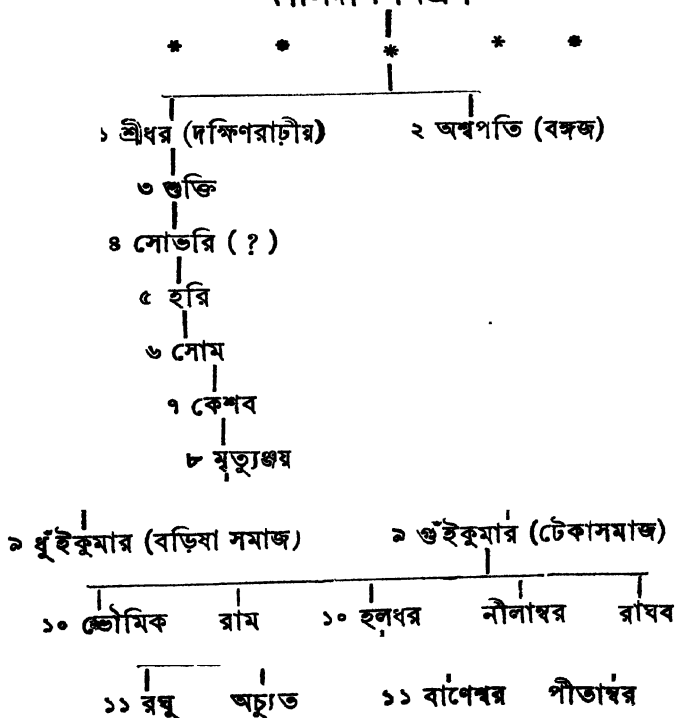 * * * * *
১ শ্রীধর (দক্ষিণরাঢ়ীয়) ২ অশ্বপতি (বঙ্গজ)
৩ শুক্তি
৪ সোভরি (?)
৫ হরি
৬ সোম
৭ কেশব
৮ মৃত্যুঞ্জয়
৯ ধুঁইকুমার (বড়িষা সমাজ) ৯ গুঁইকুমার (টেকাসমাজ)
১০ ভৌমিক রাম ১০ হলধর নীলাম্বর রাঘব
১১ রঘু অচ্যুত ১১ বাণেশ্বর পীতাম্বর